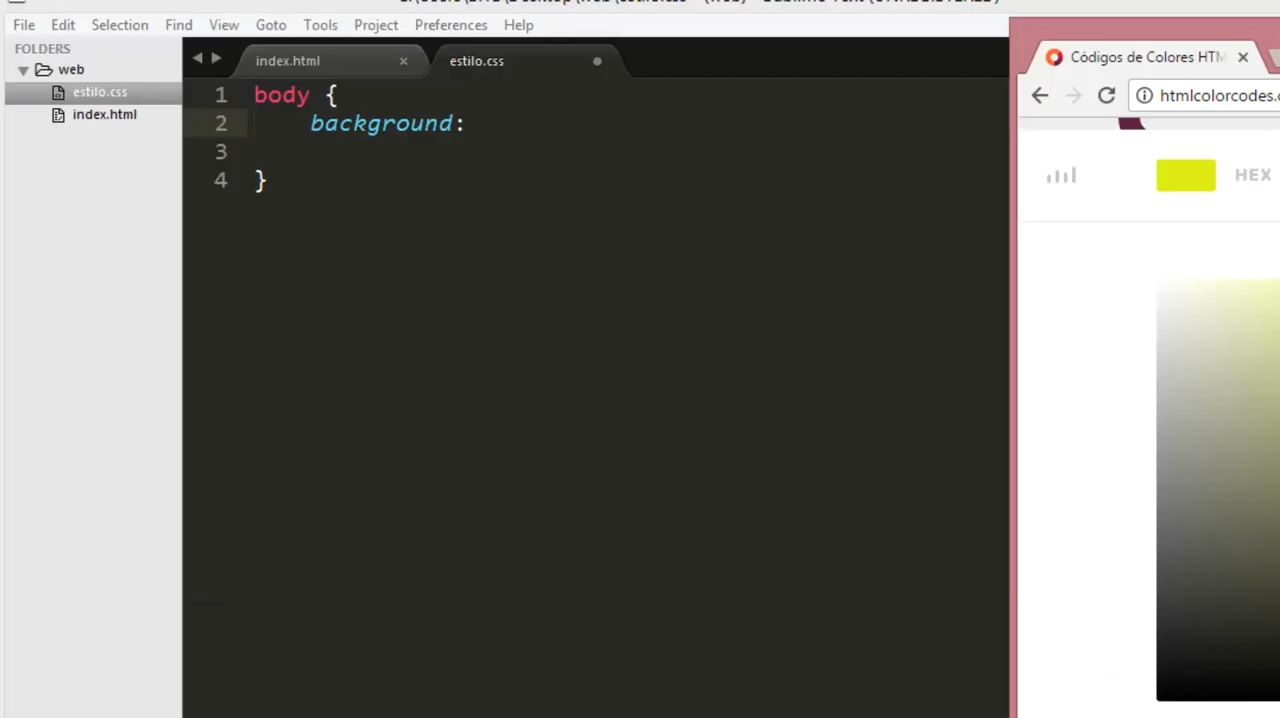 File Edit Selection Find View Goto Tools Project Preferences Help
FOLDERS
web
estilo.css
index.html
index.html × estilo.css
1 body {
2 background:
3
4 }
Códigos de Colores HTM ×
htmlcolorcodes.c
HEX